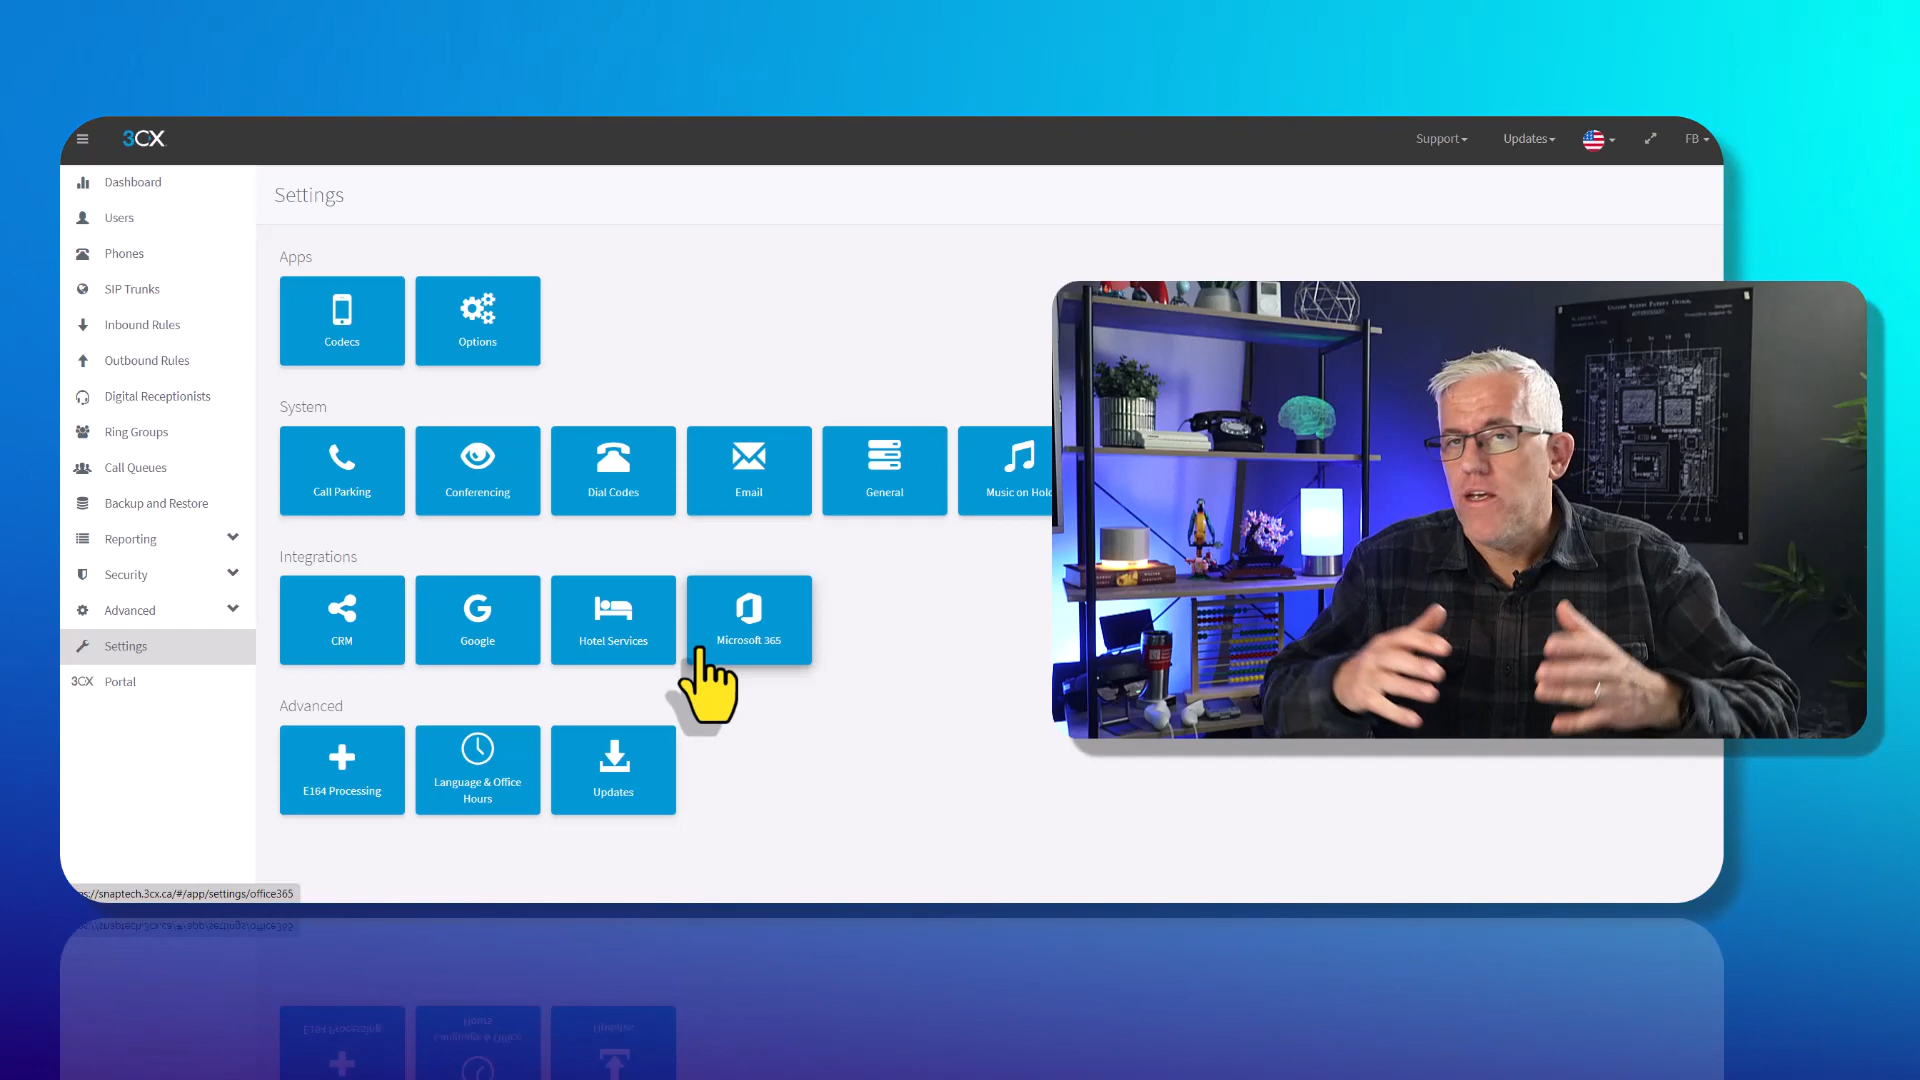 3CX
Support
Updates
FB
Dashboard
Users
Phones
SIP Trunks
Inbound Rules
Outbound Rules
Digital Receptionists
Ring Groups
Call Queues
Backup and Restore
Reporting
Security
Advanced
Settings
3CX Portal
Settings
Apps
Codecs
Options
System
Call Parking
Conferencing
Dial Codes
Email
General
Music on Hold
Integrations
CRM
Google
Hotel Services
Microsoft 365
Advanced
E164 Processing
Language & Office
Hours
Updates
s://snaptech.3cx.ca/#/app/settings/office365